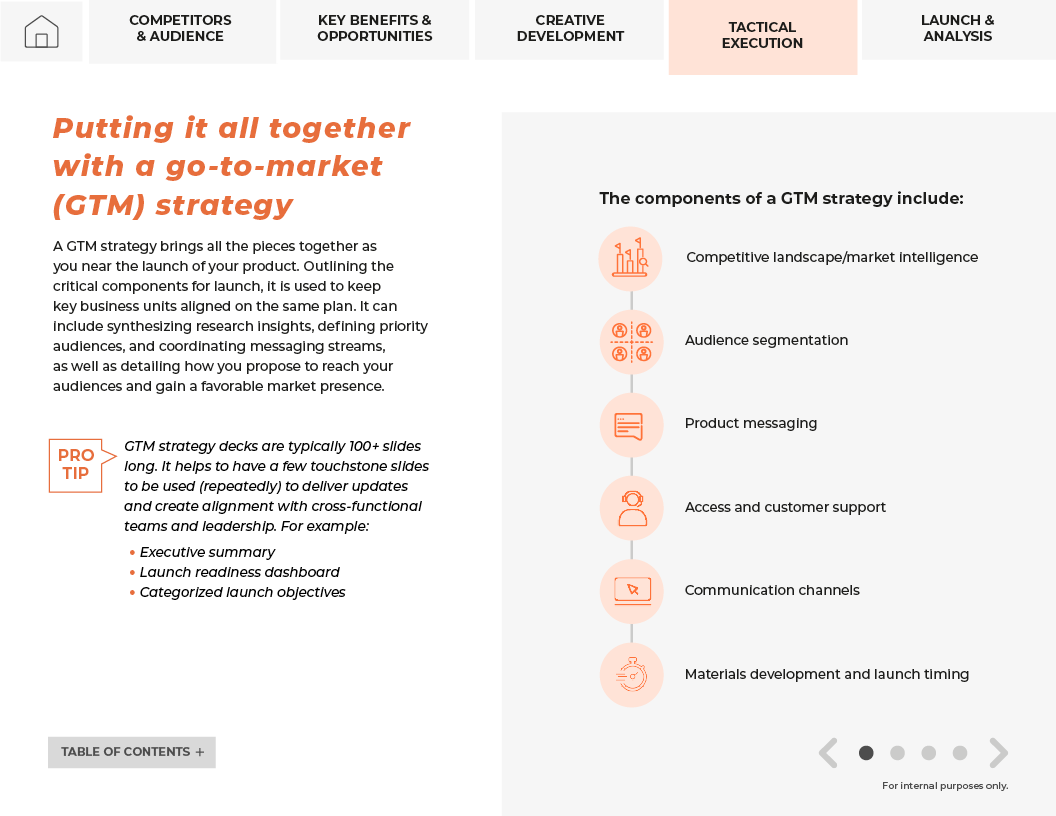 COMPETITORS
& AUDIENCE
KEY BENEFITS &
OPPORTUNITIES
CREATIVE
DEVELOPMENT
TACTICAL
EXECUTION
LAUNCH &
ANALYSIS
Putting it all together
with a go-to-market
(GTM) strategy
A GTM strategy brings all the pieces together as
you near the launch of your product. Outlining the
critical components for launch, it is used to keep
key business units aligned on the same plan. It can
include synthesizing research insights, defining priority
audiences, and coordinating messaging streams,
as well as detailing how you propose to reach your
audiences and gain a favorable market presence.
PRO
TIP
GTM strategy decks are typically 100+ slides
long. It helps to have a few touchstone slides
to be used (repeatedly) to deliver updates
and create alignment with cross-functional
teams and leadership. For example:
• Executive summary
• Launch readiness dashboard
• Categorized launch objectives
TABLE OF CONTENTS +
The components of a GTM strategy include:
Competitive landscape/market intelligence
Audience segmentation
Product messaging
Access and customer support
Communication channels
Materials development and launch timing
For internal purposes only.